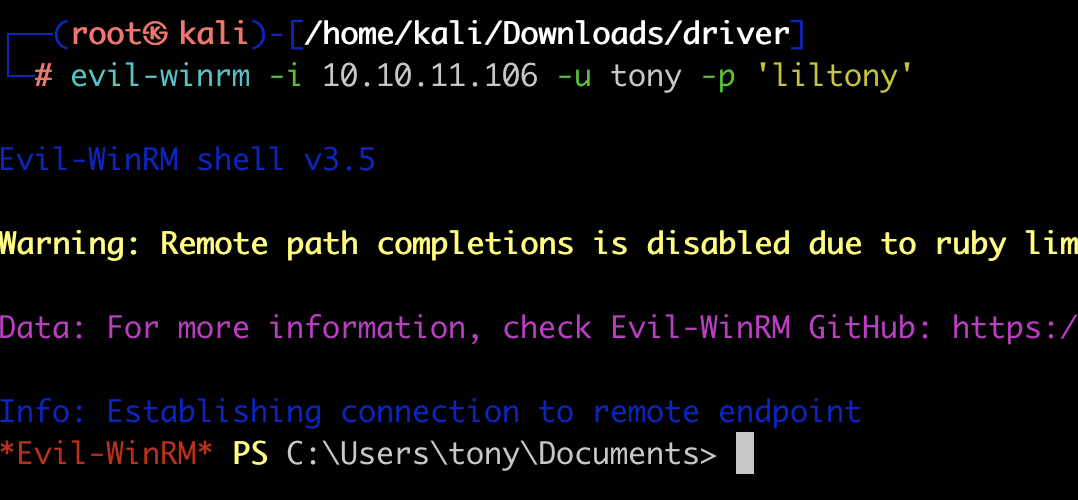 ┌──(root㉿kali)-[/home/kali/Downloads/driver]
└─# evil-winrm -i 10.10.11.106 -u tony -p 'liltony'
Evil-WinRM shell v3.5
Warning: Remote path completions is disabled due to ruby lim
Data: For more information, check Evil-WinRM GitHub: https:/
Info: Establishing connection to remote endpoint
*Evil-WinRM* PS C:\Users\tony\Documents>